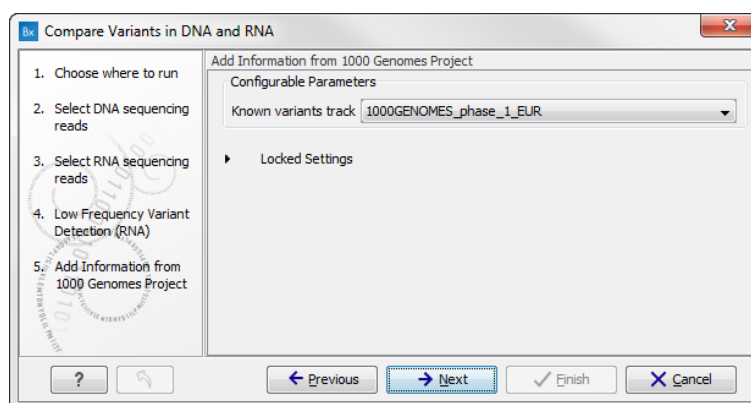 Bx Compare Variants in DNA and RNA
X
1. Choose where to run
2. Select DNA sequencing
reads
3. Select RNA sequencing
reads
4. Low Frequency Variant
Detection (RNA)
5. Add Information from
1000 Genomes Project
Add Information from 1000 Genomes Project
Configurable Parameters
Known variants track 1000GENOMES_phase_1_EUR
Locked Settings
? Previous Next Finish Cancel